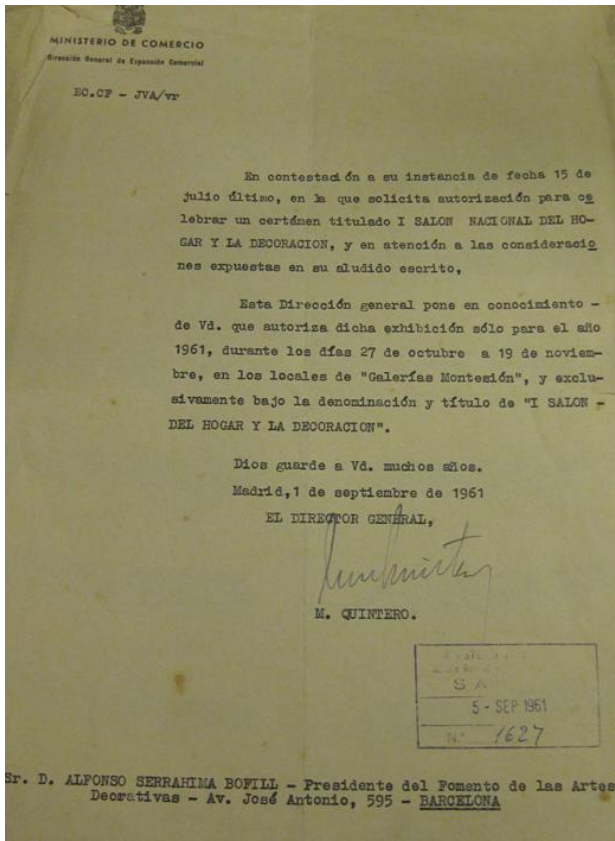 MINISTERIO DE COMERCIO
Dirección General de Expansión Comercial
EC.CF - JVA/vr
En contestación a su instancia de fecha 15 de
julio último, en la que solicita autorización para ce
lebrar un certámen titulado I SALON NACIONAL DEL HO-
GAR Y LA DECORACION, y en atención a las consideracio
nes expuestas en su aludido escrito,
Esta Dirección general pone en conocimiento -
de Vd. que autoriza dicha exhibición sólo para el año
1961, durante los días 27 de octubre a 19 de noviem-
bre, en los locales de "Galerías Montesión", y exclu-
sivamente bajo la denominación y título de "I SALON -
DEL HOGAR Y LA DECORACION".
Dios guarde a Vd. muchos años.
Madrid, 1 de septiembre de 1961
EL DIRECTOR GENERAL,
M. QUINTERO.
5 - SEP 1961
N.º 1627
Sr. D. ALFONSO SERRAHIMA BOFILL - Presidente del Fomento de las Artes
Decorativas - Av. José Antonio, 595 - BARCELONA